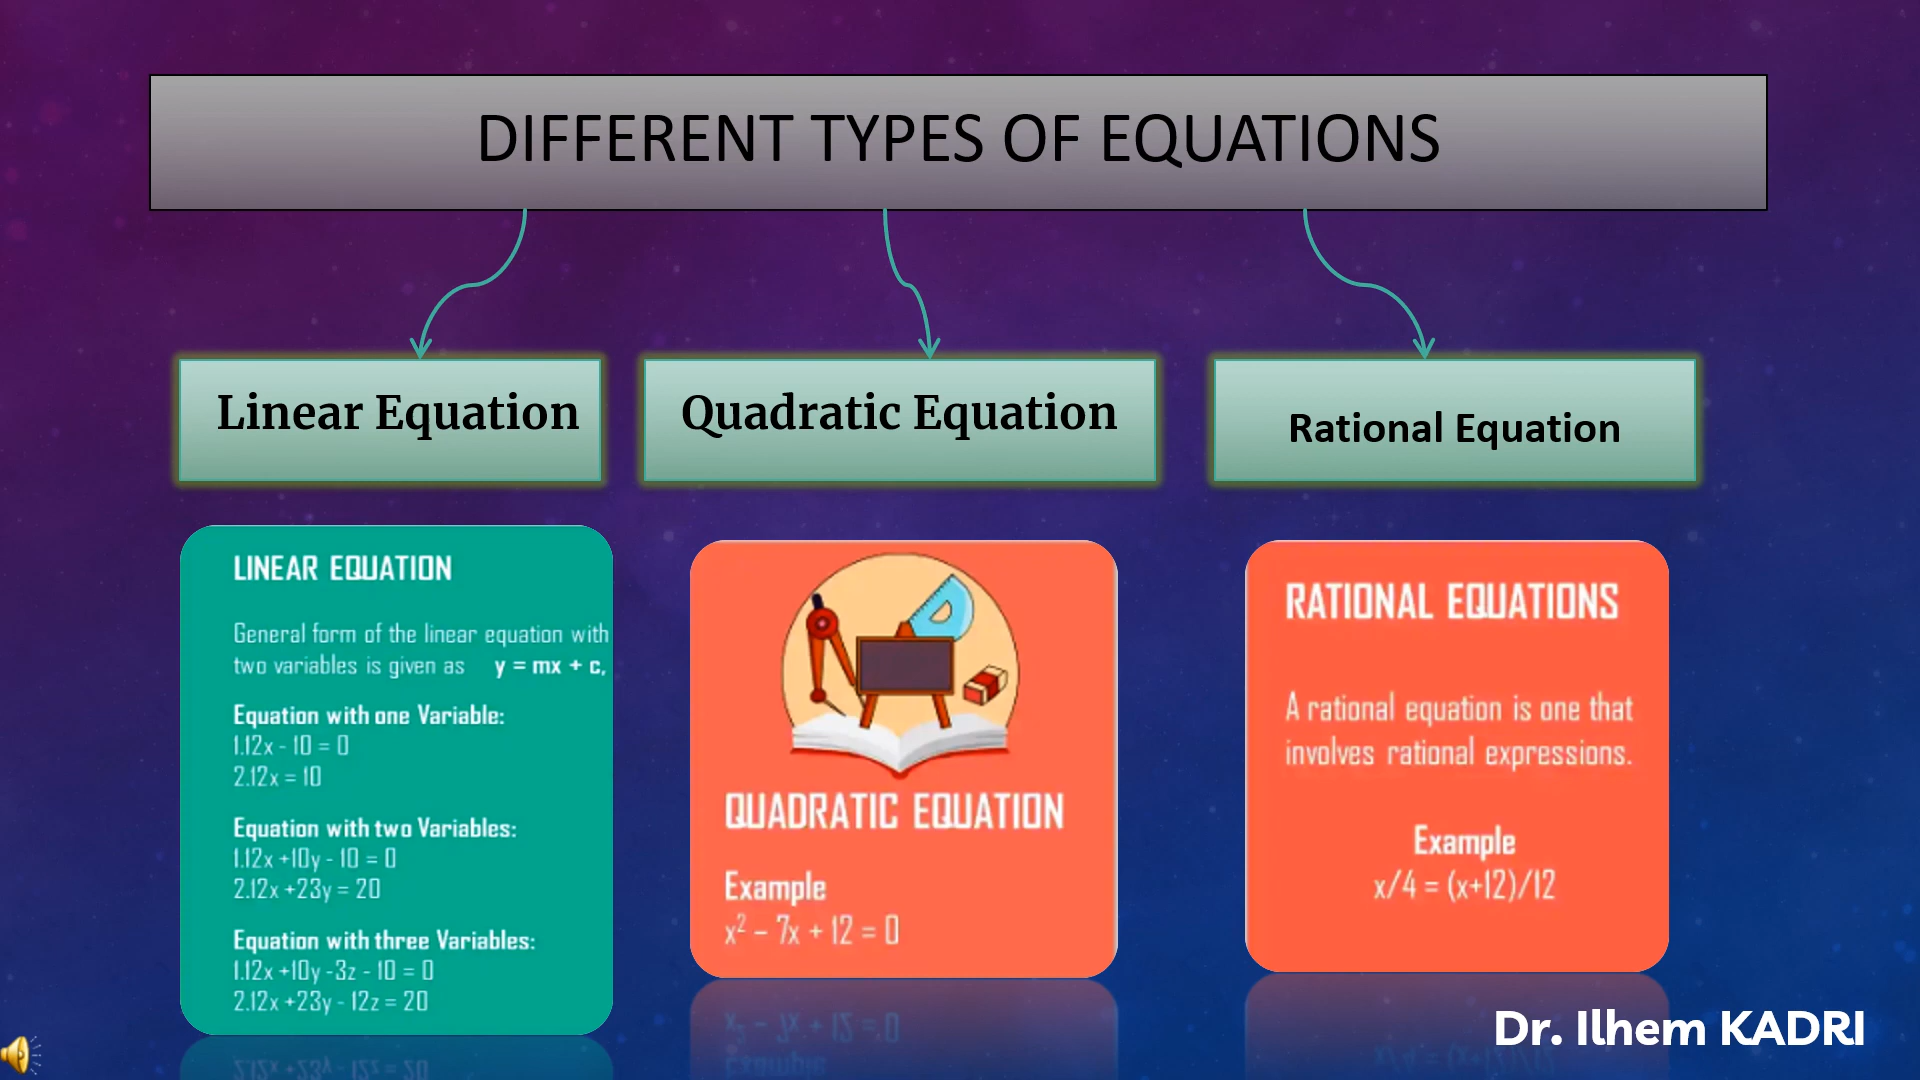 DIFFERENT TYPES OF EQUATIONS
Linear Equation
Quadratic Equation
Rational Equation
LINEAR EQUATION
General form of the linear equation with
two variables is given as y = mx + c,
Equation with one Variable:
1.12x - 10 = 0
2.12x = 10
Equation with two Variables:
1.12x +10y - 10 = 0
2.12x +23y = 20
Equation with three Variables:
1.12x +10y -3z - 10 = 0
2.12x +23y - 12z = 20
QUADRATIC EQUATION
Example
x² – 7x + 12 = 0
RATIONAL EQUATIONS
A rational equation is one that
involves rational expressions.
Example
x/4 = (x+12)/12
Dr. Ilhem KADRI